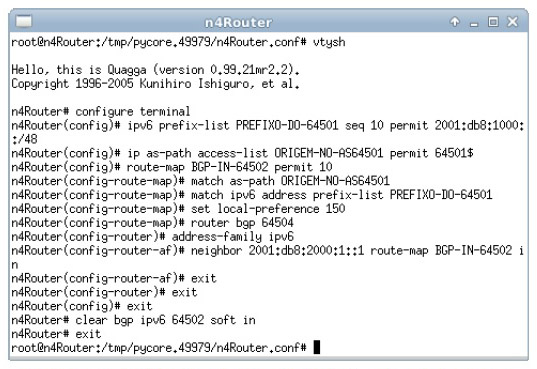 n4Router
root@n4Router:/tmp/pycore.49979/n4Router.conf# vtysh
Hello, this is Quagga (version 0.99.21mr2.2).
Copyright 1996-2005 Kunihiro Ishiguro, et al.
n4Router# configure terminal
n4Router(config)# ipv6 prefix-list PREFIXO-DO-64501 seq 10 permit 2001:db8:1000:
:/48
n4Router(config)# ip as-path access-list ORIGEM-NO-AS64501 permit 64501$
n4Router(config)# route-map BGP-IN-64502 permit 10
n4Router(config-route-map)# match as-path ORIGEM-NO-AS64501
n4Router(config-route-map)# match ipv6 address prefix-list PREFIXO-DO-64501
n4Router(config-route-map)# set local-preference 150
n4Router(config-route-map)# router bgp 64504
n4Router(config-router)# address-family ipv6
n4Router(config-router-af)# neighbor 2001:db8:2000:1::1 route-map BGP-IN-64502 i
n
n4Router(config-router-af)# exit
n4Router(config-router)# exit
n4Router(config)# exit
n4Router# clear bgp ipv6 64502 soft in
n4Router# exit
root@n4Router:/tmp/pycore.49979/n4Router.conf#